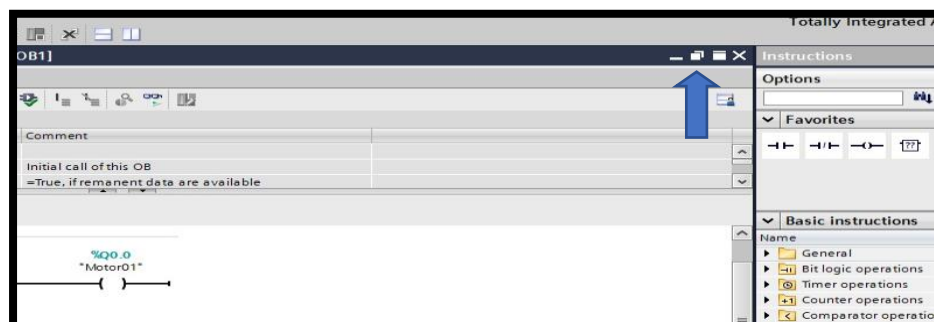 Totally Integrated
OB1]
Instructions
Options
Comment
Favorites
Initial call of this OB
=True, if remanent data are available
??
Basic instructions
Name
%Q0.0
"Motor01"
General
Bit logic operations
Timer operations
Counter operations
Comparator operatio